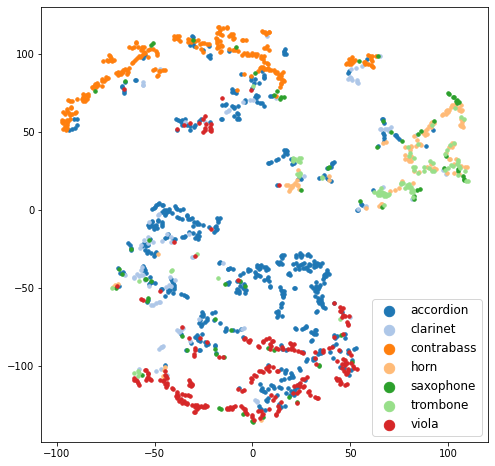 100
50
0
−50
−100
−100
−50
0
50
100
accordion
clarinet
contrabass
horn
saxophone
trombone
viola